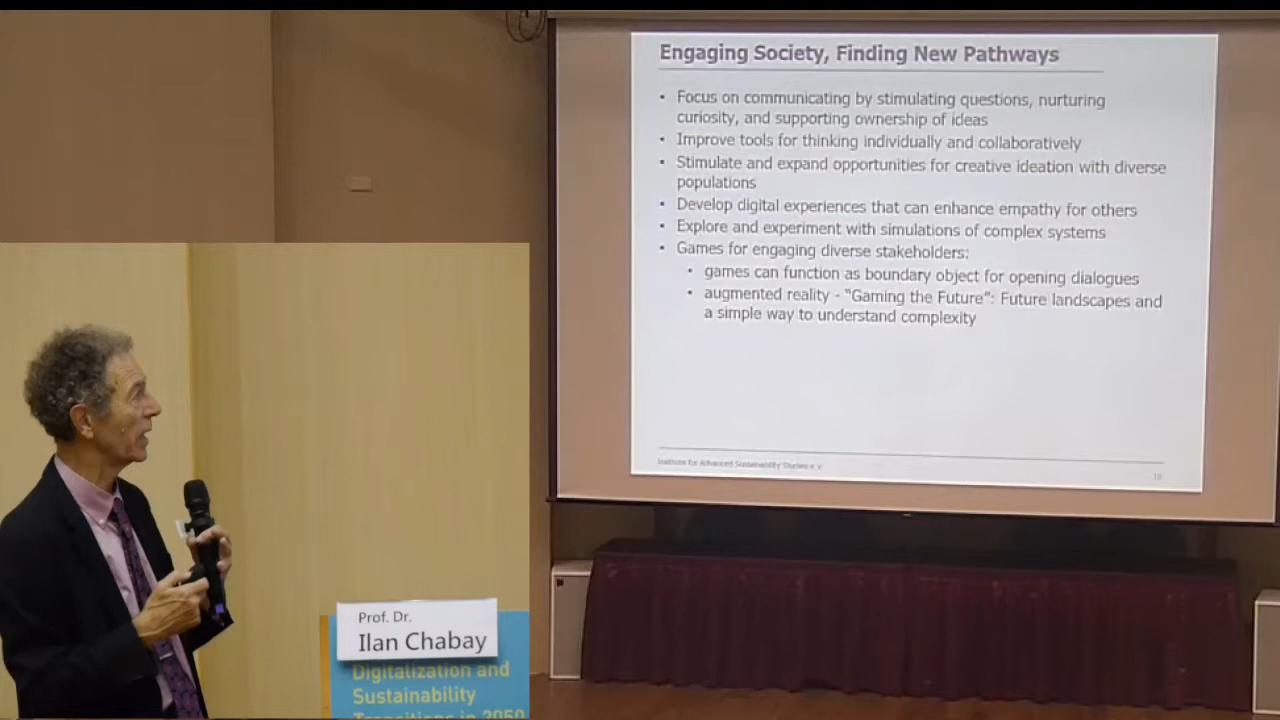 Engaging Society, Finding New Pathways
• Focus on communicating by stimulating questions, nurturing
curiosity, and supporting ownership of ideas
• Improve tools for thinking individually and collaboratively
• Stimulate and expand opportunities for creative ideation with diverse
populations
• Develop digital experiences that can enhance empathy for others
• Explore and experiment with simulations of complex systems
• Games for engaging diverse stakeholders:
• games can function as boundary object for opening dialogues
• augmented reality - “Gaming the Future”: Future landscapes and
a simple way to understand complexity
Institute for Advanced Sustainability Studies e.V.
Prof. Dr.
Ilan Chabay
Digitalization and
Sustainability
Transitions in 2050